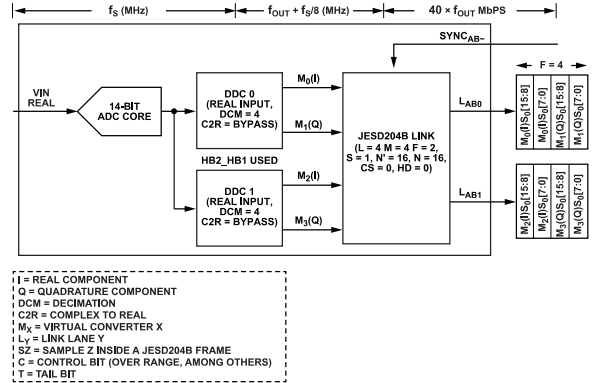 fS (MHz)
fOUT + fS/8 (MHz)
40 × fOUT MbPS
SYNCAB~
F = 4
VIN
REAL
14-BIT
ADC CORE
DDC 0
(REAL INPUT,
DCM = 4
C2R = BYPASS)
M0(I)
M1(Q)
HB2_HB1 USED
DDC 1
(REAL INPUT,
DCM = 4
C2R = BYPASS)
M2(I)
M3(Q)
JESD204B LINK
(L = 4 M = 4 F = 2,
S = 1, N' = 16, N = 16,
CS = 0, HD = 0)
LAB0
LAB1
M0(I)S0[15:8]
M0(I)S0[7:0]
M1(Q)S0[15:8]
M1(Q)S0[7:0]
M2(I)S0[15:8]
M2(I)S0[7:0]
M3(Q)S0[15:8]
M3(Q)S0[7:0]
I = REAL COMPONENT
Q = QUADRATURE COMPONENT
DCM = DECIMATION
C2R = COMPLEX TO REAL
MX = VIRTUAL CONVERTER X
LY = LINK LANE Y
SZ = SAMPLE Z INSIDE A JESD204B FRAME
C = CONTROL BIT (OVER RANGE, AMONG OTHERS)
T = TAIL BIT